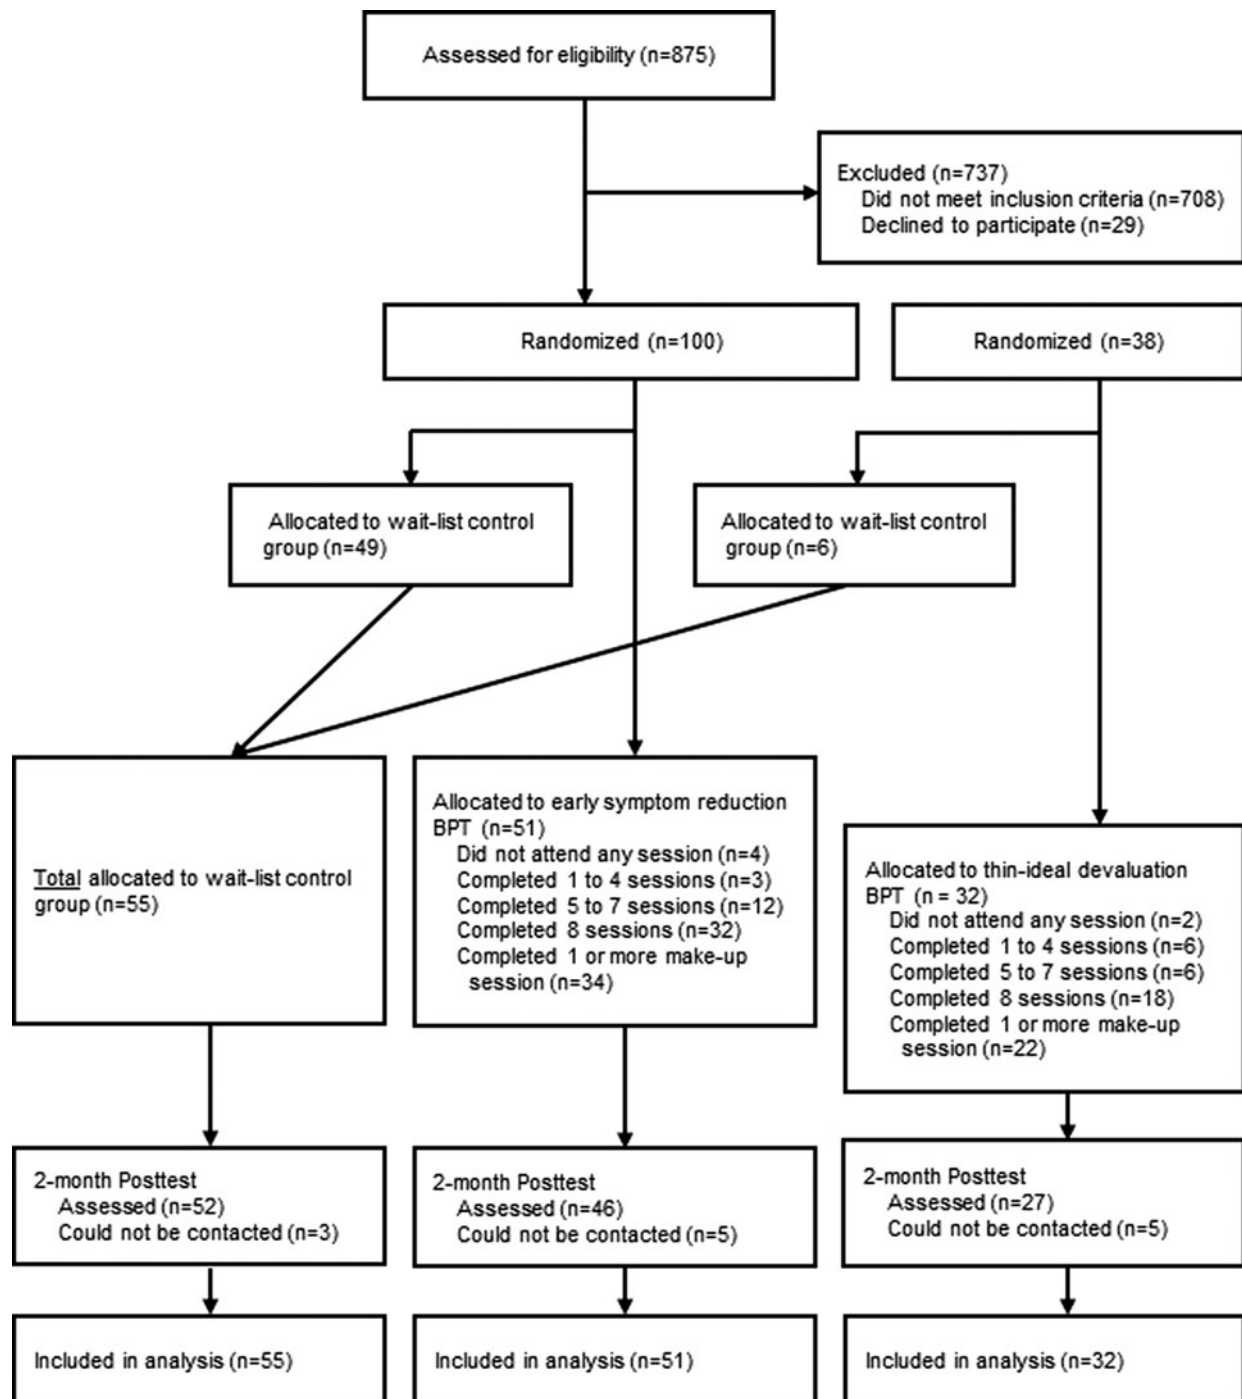 Assessed for eligibility (n=875)
Excluded (n=737)
Did not meet inclusion criteria (n=708)
Declined to participate (n=29)
Randomized (n=100)
Randomized (n=38)
Allocated to wait-list control
group (n=49)
Allocated to wait-list control
group (n=6)
Total allocated to wait-list control
group (n=55)
Allocated to early symptom reduction
BPT (n=51)
Did not attend any session (n=4)
Completed 1 to 4 sessions (n=3)
Completed 5 to 7 sessions (n=12)
Completed 8 sessions (n=32)
Completed 1 or more make-up
session (n=34)
Allocated to thin-ideal devaluation
BPT (n = 32)
Did not attend any session (n=2)
Completed 1 to 4 sessions (n=6)
Completed 5 to 7 sessions (n=6)
Completed 8 sessions (n=18)
Completed 1 or more make-up
session (n=22)
2-month Posttest
Assessed (n=52)
Could not be contacted (n=3)
2-month Posttest
Assessed (n=46)
Could not be contacted (n=5)
2-month Posttest
Assessed (n=27)
Could not be contacted (n=5)
Included in analysis (n=55)
Included in analysis (n=51)
Included in analysis (n=32)